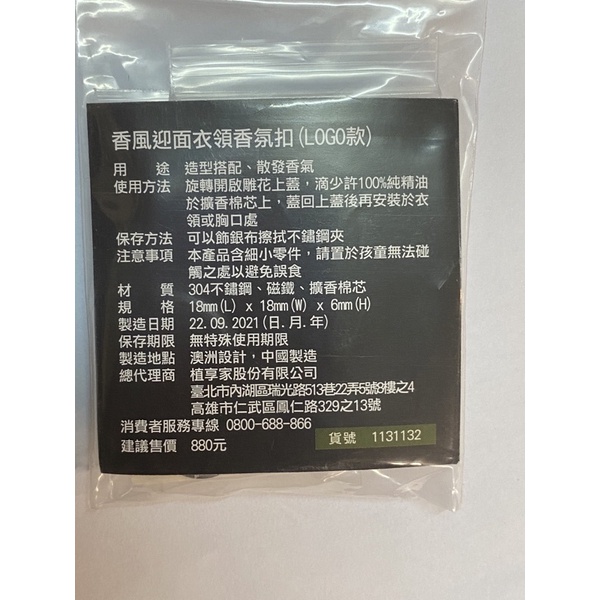 香風迎面衣領香氛扣(LOGO款)
用　　途　造型搭配、散發香氣
使用方法　旋轉開啟雕花上蓋，滴少許100%純精油
於擴香棉芯上，蓋回上蓋後再安裝於衣
領或胸口處
保存方法　可以飾銀布擦拭不鏽鋼夾
注意事項　本產品含細小零件，請置於孩童無法碰
觸之處以避免誤食
材　　質　304不鏽鋼、磁鐵、擴香棉芯
規　　格　18mm(L) x 18mm(W) x 6mm(H)
製造日期　22.09.2021(日.月.年)
保存期限　無特殊使用期限
製造地點　澳洲設計，中國製造
總代理商　植享家股份有限公司
臺北市內湖區瑞光路513巷22弄5號8樓之4
高雄市仁武區鳳仁路329之13號
消費者服務專線 0800-688-866
建議售價　880元
貨號　1131132